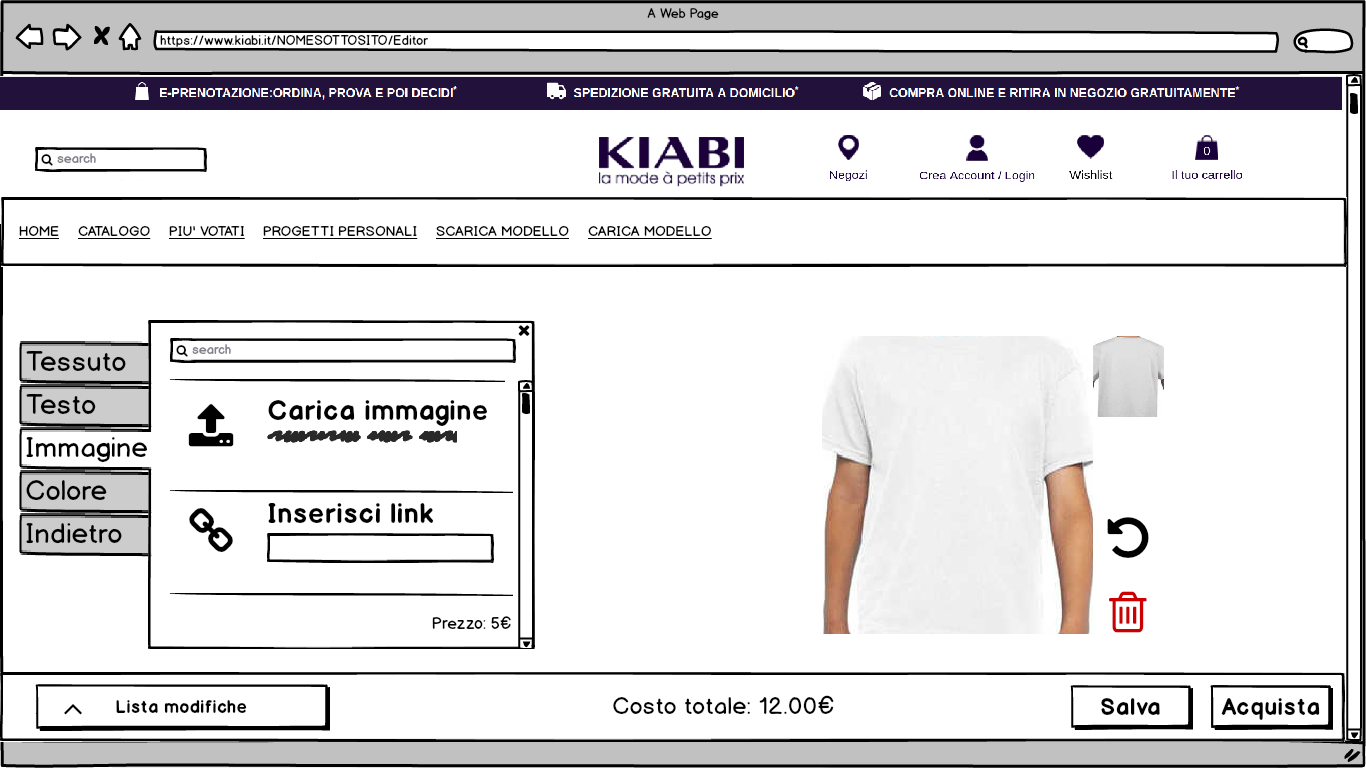 A Web Page
https://www.kiabi.it/NOMESOTTOSITO/Editor
E-PRENOTAZIONE:ORDINA, PROVA E POI DECIDI*
SPEDIZIONE GRATUITA A DOMICILIO*
COMPRA ONLINE E RITIRA IN NEGOZIO GRATUITAMENTE*
search
KIABI
la mode à petits prix
Negozi
Crea Account / Login
Wishlist
0
Il tuo carrello
HOME CATALOGO PIU' VOTATI PROGETTI PERSONALI SCARICA MODELLO CARICA MODELLO
Tessuto
Testo
Immagine
Colore
Indietro
search
Carica immagine
Inserisci link
Prezzo: 5€
Lista modifiche
Costo totale: 12.00€
Salva
Acquista